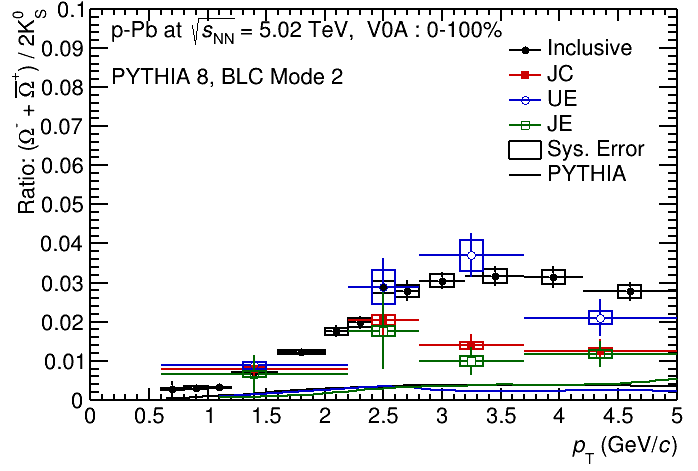 p-Pb at √s_NN = 5.02 TeV, V0A : 0-100%
PYTHIA 8, BLC Mode 2
Inclusive
JC
UE
JE
Sys. Error
PYTHIA
Ratio: (Ω⁻ + Ω̅⁺) / 2K⁰_S
0.1
0.09
0.08
0.07
0.06
0.05
0.04
0.03
0.02
0.01
0
0 0.5 1 1.5 2 2.5 3 3.5 4 4.5 5
p_T (GeV/c)